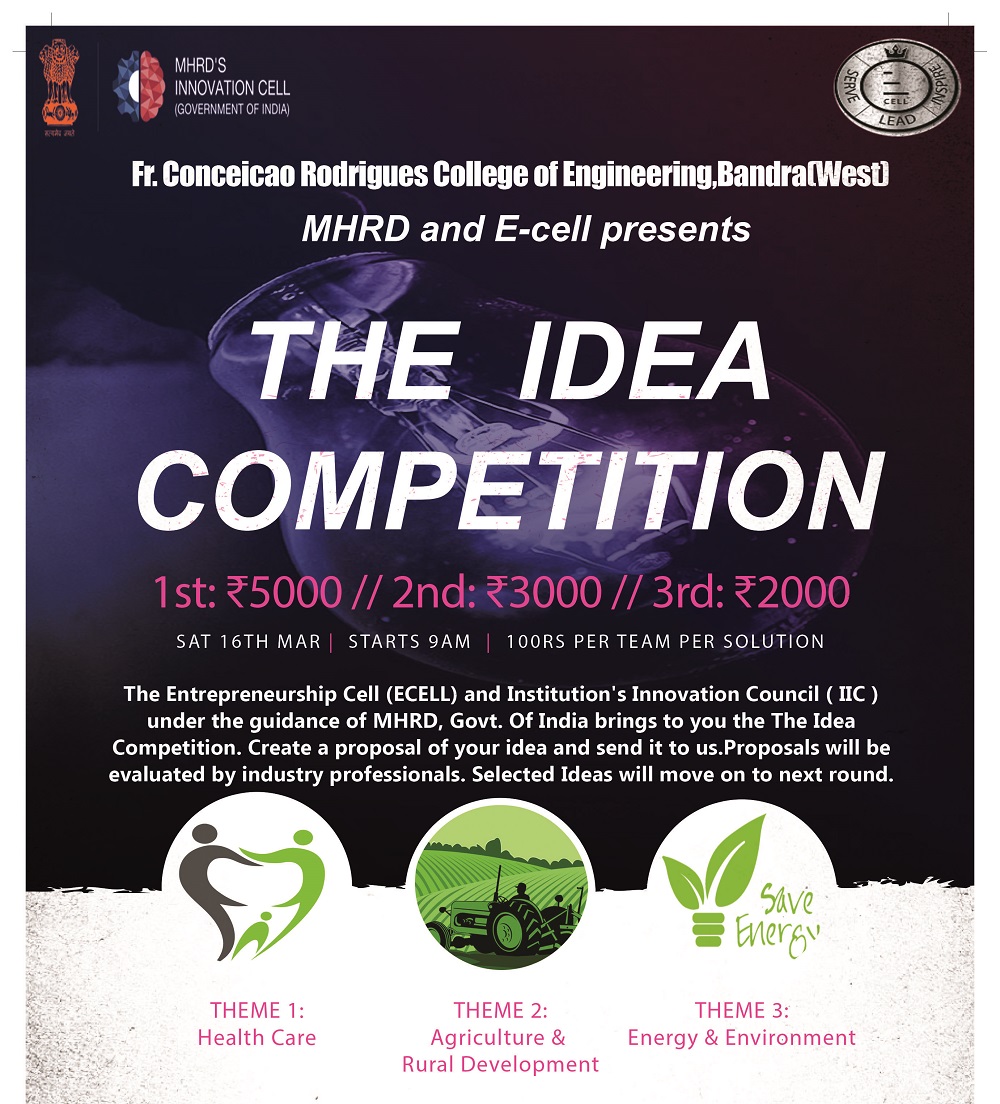 MHRD'S
INNOVATION CELL
(GOVERNMENT OF INDIA)
सत्यमेव जयते
SERVE
INSPIRE
E
CELL
LEAD
Fr. Conceicao Rodrigues College of Engineering,Bandra(West)
MHRD and E-cell presents
THE IDEA
COMPETITION
1st: ₹5000 // 2nd: ₹3000 // 3rd: ₹2000
SAT 16TH MAR | STARTS 9AM | 100RS PER TEAM PER SOLUTION
The Entrepreneurship Cell (ECELL) and Institution's Innovation Council ( IIC )
under the guidance of MHRD, Govt. Of India brings to you the The Idea
Competition. Create a proposal of your idea and send it to us.Proposals will be
evaluated by industry professionals. Selected Ideas will move on to next round.
Save
Energy
THEME 1:
Health Care
THEME 2:
Agriculture &
Rural Development
THEME 3:
Energy & Environment